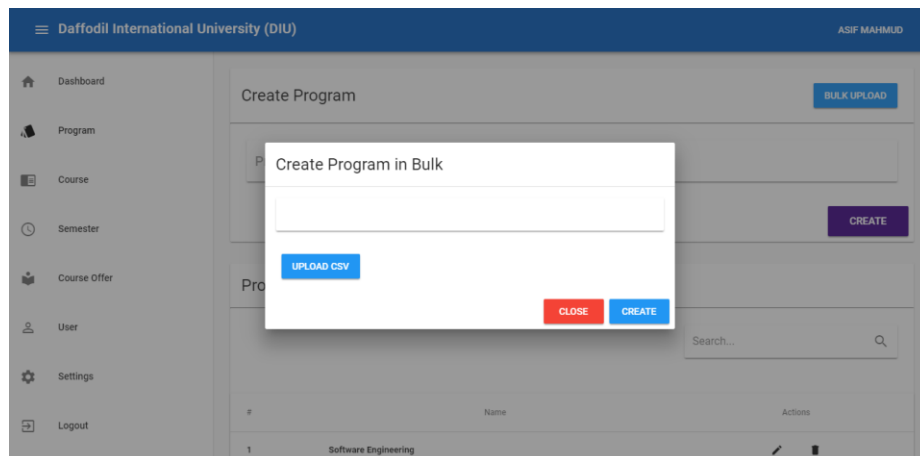 Daffodil International University (DIU)
ASIF MAHMUD
Dashboard
Program
Course
Semester
Course Offer
User
Settings
Logout
Create Program
BULK UPLOAD
P
CREATE
Create Program in Bulk
UPLOAD CSV
CLOSE
CREATE
Pro
Search...
# Name Actions
1 Software Engineering